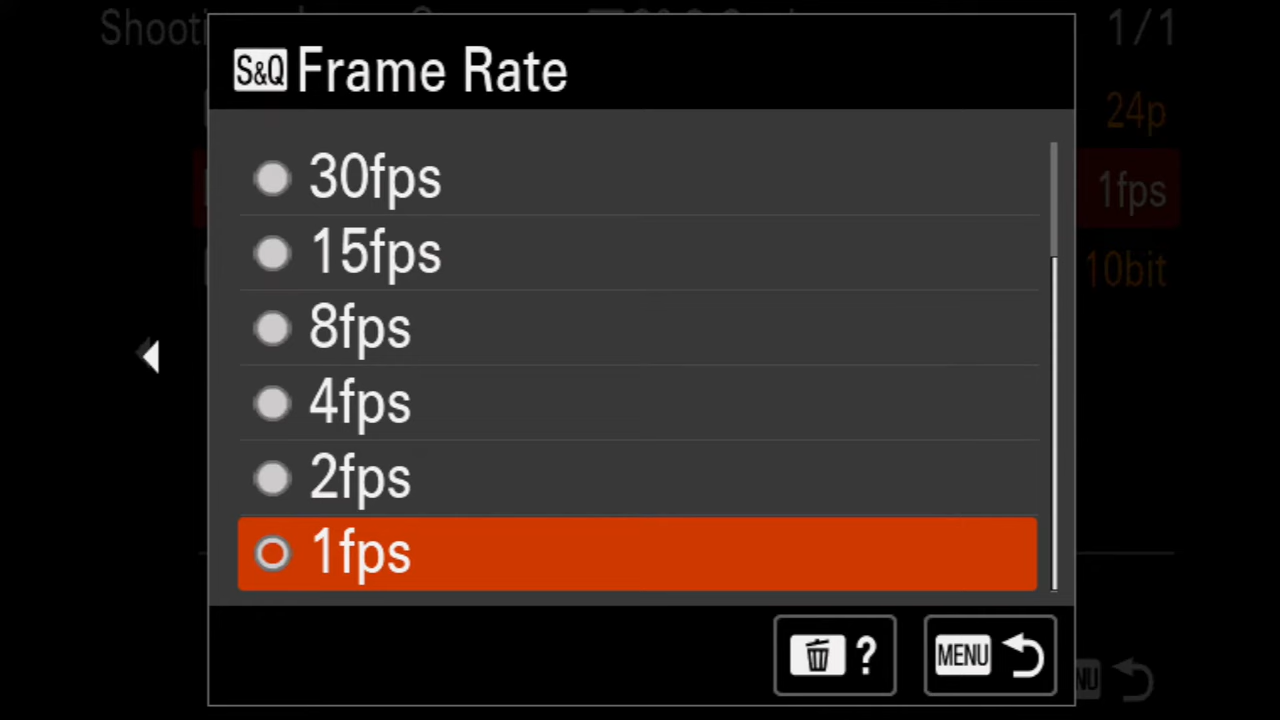 1/1
S&Q Frame Rate
24p
30fps
1fps
15fps
10bit
8fps
4fps
2fps
1fps
?
MENU